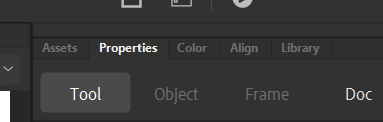 Assets Properties Color Align Library
Tool Object Frame Doc